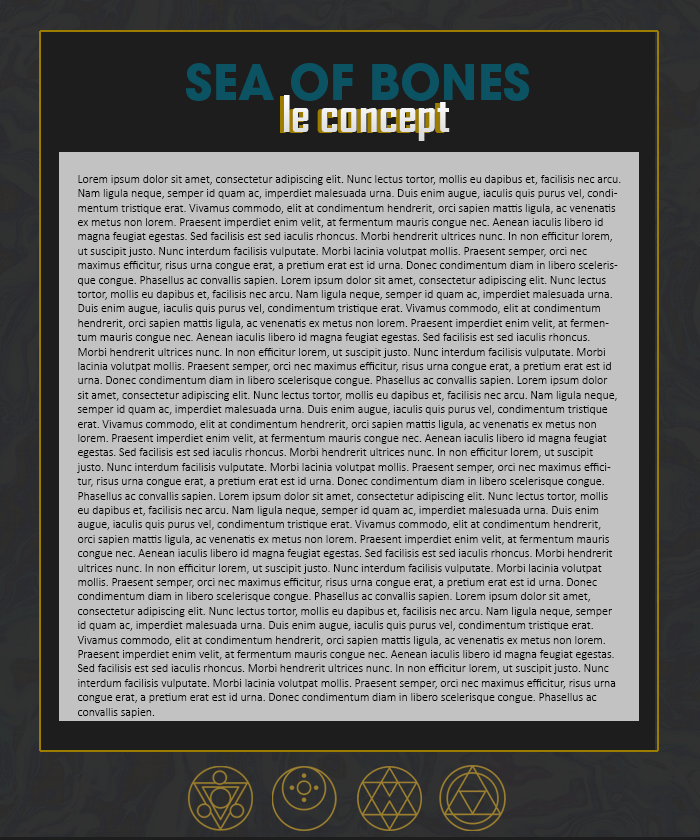 SEA OF BONES
le concept
Lorem ipsum dolor sit amet, consectetur adipiscing elit. Nunc lectus tortor, mollis eu dapibus et, facilisis nec arcu.
Nam ligula neque, semper id quam ac, imperdiet malesuada urna. Duis enim augue, iaculis quis purus vel, condi-
mentum tristique erat. Vivamus commodo, elit at condimentum hendrerit, orci sapien mattis ligula, ac venenatis
ex metus non lorem. Praesent imperdiet enim velit, at fermentum mauris congue nec. Aenean iaculis libero id
magna feugiat egestas. Sed facilisis est sed iaculis rhoncus. Morbi hendrerit ultrices nunc. In non efficitur lorem,
ut suscipit justo. Nunc interdum facilisis vulputate. Morbi lacinia volutpat mollis. Praesent semper, orci nec
maximus efficitur, risus urna congue erat, a pretium erat est id urna. Donec condimentum diam in libero sceleris-
que congue. Phasellus ac convallis sapien. Lorem ipsum dolor sit amet, consectetur adipiscing elit. Nunc lectus
tortor, mollis eu dapibus et, facilisis nec arcu. Nam ligula neque, semper id quam ac, imperdiet malesuada urna.
Duis enim augue, iaculis quis purus vel, condimentum tristique erat. Vivamus commodo, elit at condimentum
hendrerit, orci sapien mattis ligula, ac venenatis ex metus non lorem. Praesent imperdiet enim velit, at fermen-
tum mauris congue nec. Aenean iaculis libero id magna feugiat egestas. Sed facilisis est sed iaculis rhoncus.
Morbi hendrerit ultrices nunc. In non efficitur lorem, ut suscipit justo. Nunc interdum facilisis vulputate. Morbi
lacinia volutpat mollis. Praesent semper, orci nec maximus efficitur, risus urna congue erat, a pretium erat est id
urna. Donec condimentum diam in libero scelerisque congue. Phasellus ac convallis sapien. Lorem ipsum dolor
sit amet, consectetur adipiscing elit. Nunc lectus tortor, mollis eu dapibus et, facilisis nec arcu. Nam ligula neque,
semper id quam ac, imperdiet malesuada urna. Duis enim augue, iaculis quis purus vel, condimentum tristique
erat. Vivamus commodo, elit at condimentum hendrerit, orci sapien mattis ligula, ac venenatis ex metus non
lorem. Praesent imperdiet enim velit, at fermentum mauris congue nec. Aenean iaculis libero id magna feugiat
egestas. Sed facilisis est sed iaculis rhoncus. Morbi hendrerit ultrices nunc. In non efficitur lorem, ut suscipit
justo. Nunc interdum facilisis vulputate. Morbi lacinia volutpat mollis. Praesent semper, orci nec maximus effici-
tur, risus urna congue erat, a pretium erat est id urna. Donec condimentum diam in libero scelerisque congue.
Phasellus ac convallis sapien. Lorem ipsum dolor sit amet, consectetur adipiscing elit. Nunc lectus tortor, mollis
eu dapibus et, facilisis nec arcu. Nam ligula neque, semper id quam ac, imperdiet malesuada urna. Duis enim
augue, iaculis quis purus vel, condimentum tristique erat. Vivamus commodo, elit at condimentum hendrerit,
orci sapien mattis ligula, ac venenatis ex metus non lorem. Praesent imperdiet enim velit, at fermentum mauris
congue nec. Aenean iaculis libero id magna feugiat egestas. Sed facilisis est sed iaculis rhoncus. Morbi hendrerit
ultrices nunc. In non efficitur lorem, ut suscipit justo. Nunc interdum facilisis vulputate. Morbi lacinia volutpat
mollis. Praesent semper, orci nec maximus efficitur, risus urna congue erat, a pretium erat est id urna. Donec
condimentum diam in libero scelerisque congue. Phasellus ac convallis sapien. Lorem ipsum dolor sit amet,
consectetur adipiscing elit. Nunc lectus tortor, mollis eu dapibus et, facilisis nec arcu. Nam ligula neque, semper
id quam ac, imperdiet malesuada urna. Duis enim augue, iaculis quis purus vel, condimentum tristique erat.
Vivamus commodo, elit at condimentum hendrerit, orci sapien mattis ligula, ac venenatis ex metus non lorem.
Praesent imperdiet enim velit, at fermentum mauris congue nec. Aenean iaculis libero id magna feugiat egestas.
Sed facilisis est sed iaculis rhoncus. Morbi hendrerit ultrices nunc. In non efficitur lorem, ut suscipit justo. Nunc
interdum facilisis vulputate. Morbi lacinia volutpat mollis. Praesent semper, orci nec maximus efficitur, risus urna
congue erat, a pretium erat est id urna. Donec condimentum diam in libero scelerisque congue. Phasellus ac
convallis sapien.